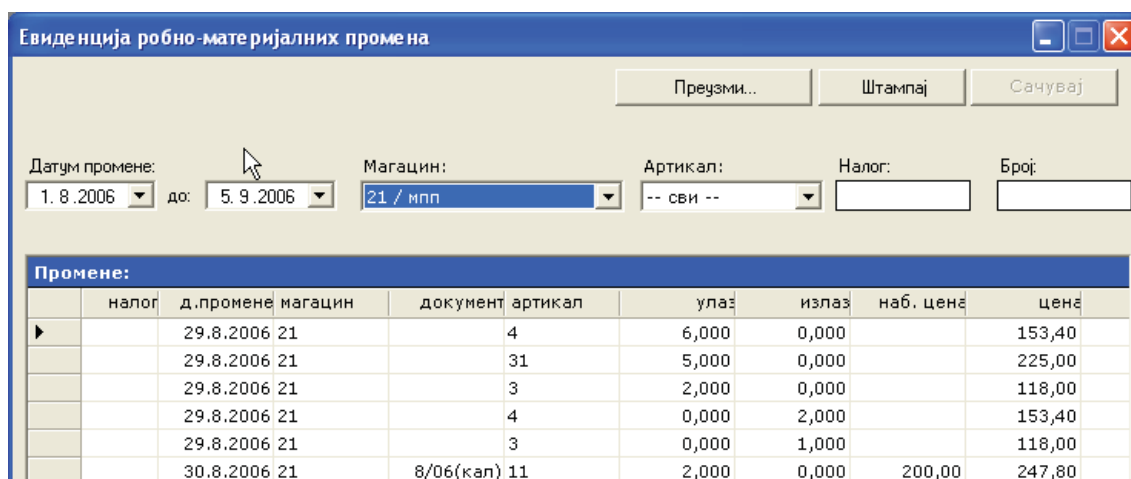 Евиденција робно-материјалних промена
Преузми... Штампај Сачувај
Датум промене: Магацин: Артикал: Налог: Број:
1. 8 .2006 до: 5. 9 .2006 21 / мпп -- сви --
Промене:
налог д.промене магацин документ артикал улаз излаз наб. цена цена
29.8.2006 21 4 6,000 0,000 153,40
29.8.2006 21 31 5,000 0,000 225,00
29.8.2006 21 3 2,000 0,000 118,00
29.8.2006 21 4 0,000 2,000 153,40
29.8.2006 21 3 0,000 1,000 118,00
30.8.2006 21 8/06(кал) 11 2,000 0,000 200,00 247,80